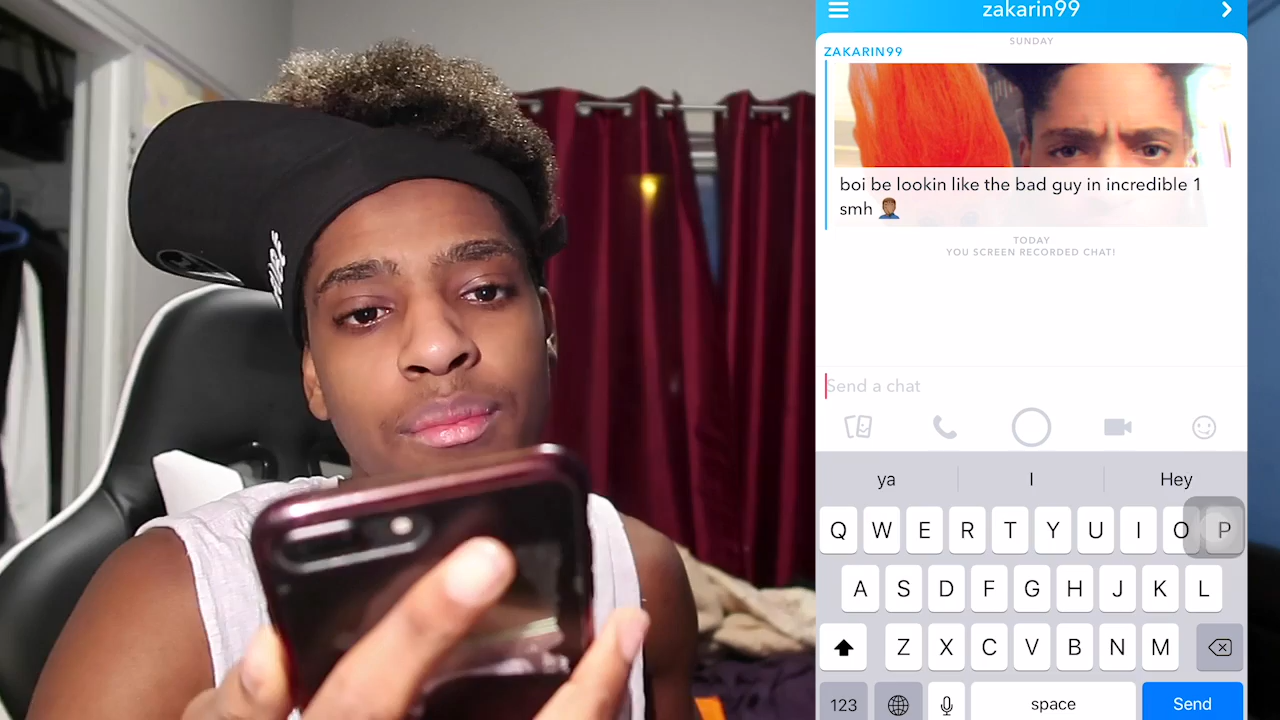 zakarin99
SUNDAY
ZAKARIN99
boi be lookin like the bad guy in incredible 1
smh 🤦🏾‍♂️
TODAY
YOU SCREEN RECORDED CHAT!
Send a chat
ya I Hey
Q W E R T Y U I O P
A S D F G H J K L
Z X C V B N M
123 space Send